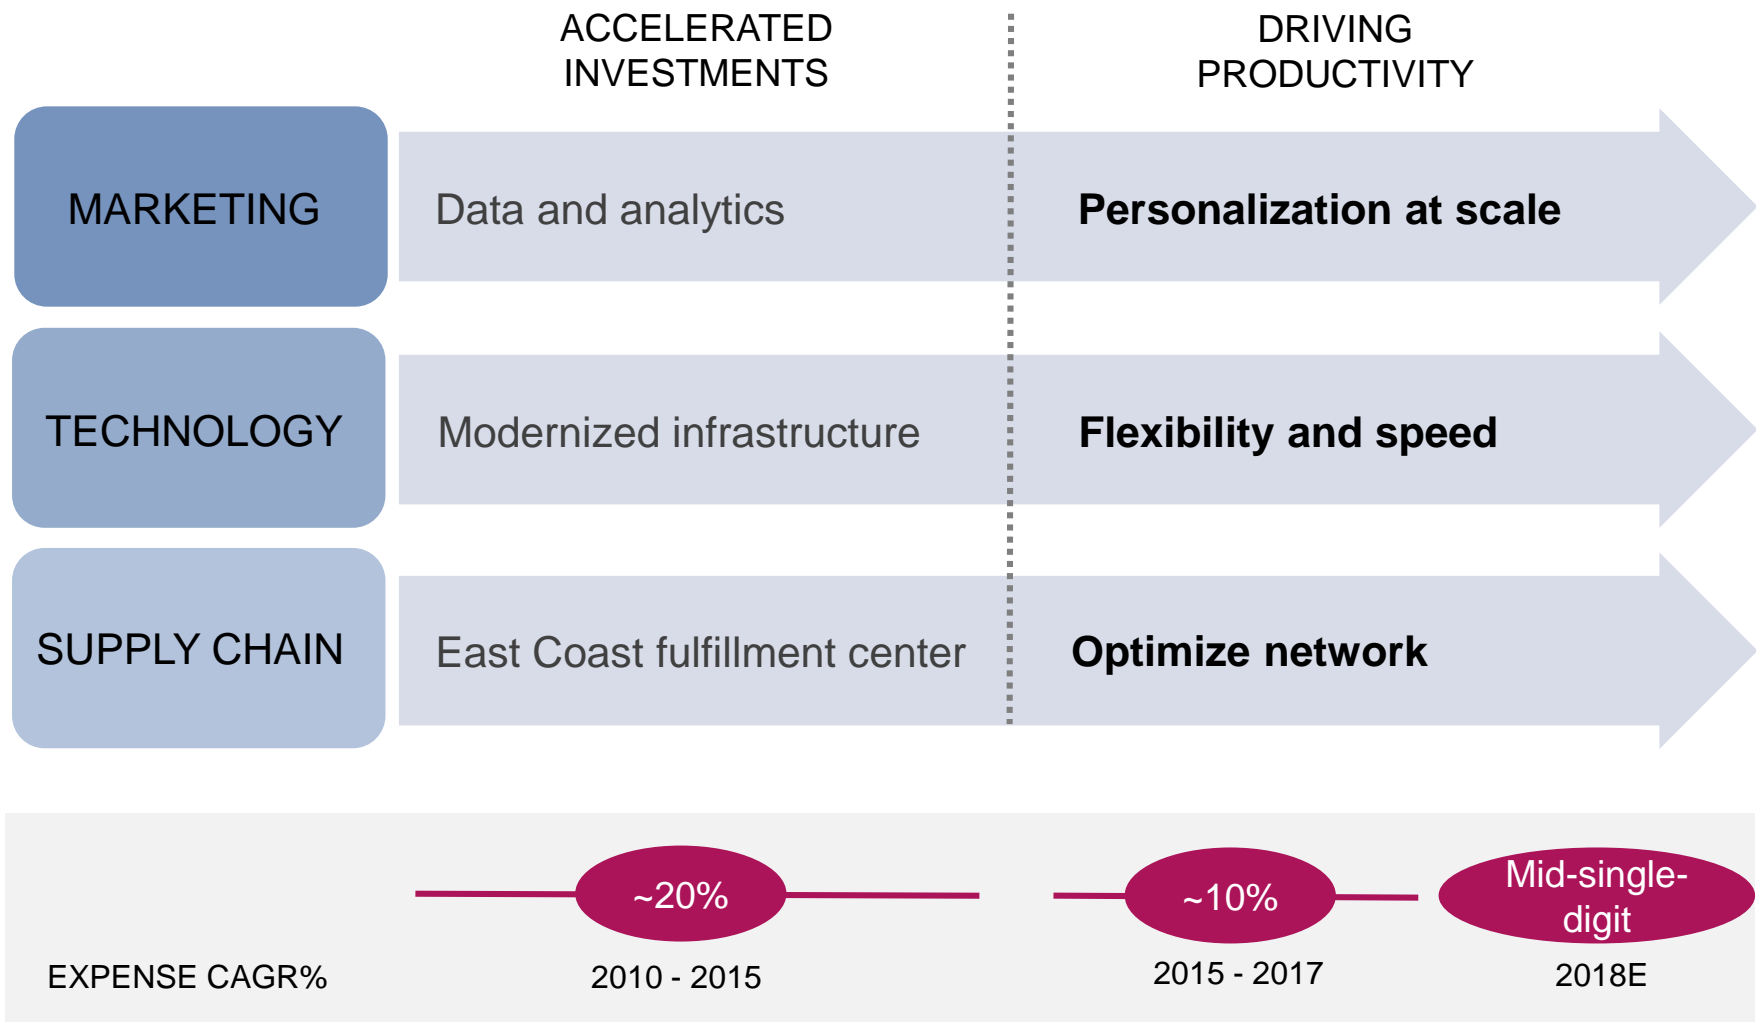 ACCELERATED
INVESTMENTS
DRIVING
PRODUCTIVITY
MARKETING
Data and analytics
Personalization at scale
TECHNOLOGY
Modernized infrastructure
Flexibility and speed
SUPPLY CHAIN
East Coast fulfillment center
Optimize network
~20%
~10%
Mid-single-
digit
EXPENSE CAGR%
2010 - 2015
2015 - 2017
2018E